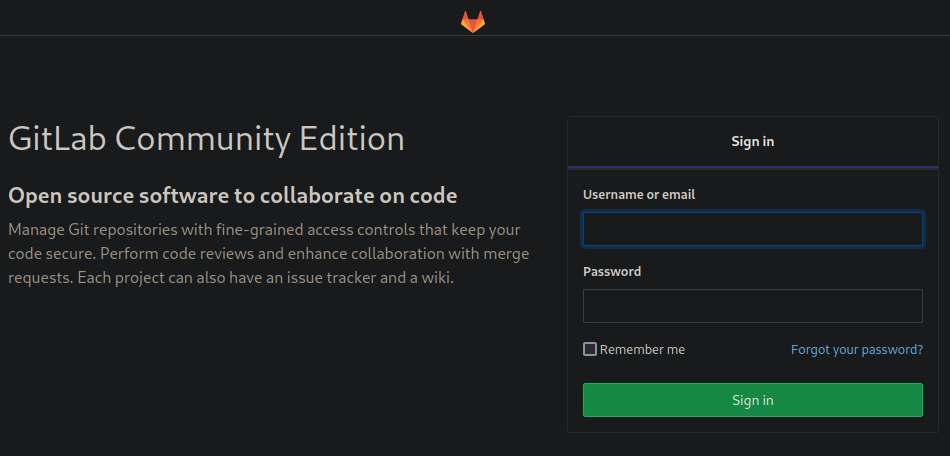 GitLab Community Edition
Open source software to collaborate on code
Manage Git repositories with fine-grained access controls that keep your
code secure. Perform code reviews and enhance collaboration with merge
requests. Each project can also have an issue tracker and a wiki.
Sign in
Username or email
Password
Remember me
Forgot your password?
Sign in